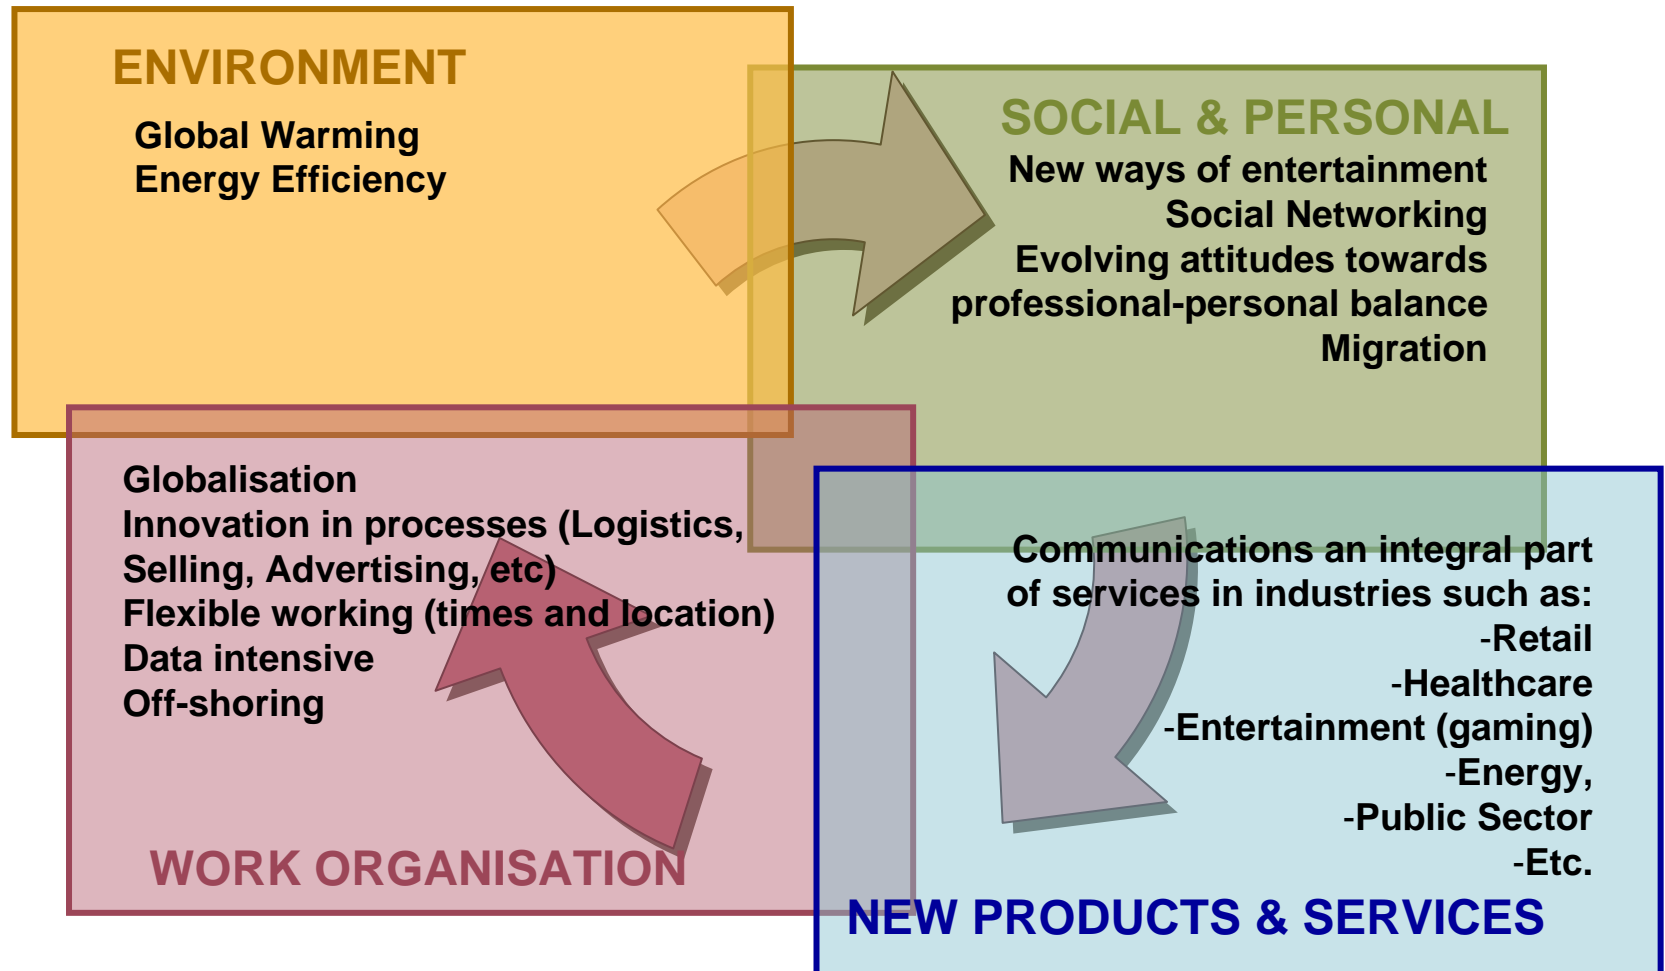 ENVIRONMENT
Global Warming
Energy Efficiency
SOCIAL & PERSONAL
New ways of entertainment
Social Networking
Evolving attitudes towards
professional-personal balance
Migration
Globalisation
Innovation in processes (Logistics,
Selling, Advertising, etc)
Flexible working (times and location)
Data intensive
Off-shoring
WORK ORGANISATION
Communications an integral part
of services in industries such as:
-Retail
-Healthcare
-Entertainment (gaming)
-Energy,
-Public Sector
-Etc.
NEW PRODUCTS & SERVICES